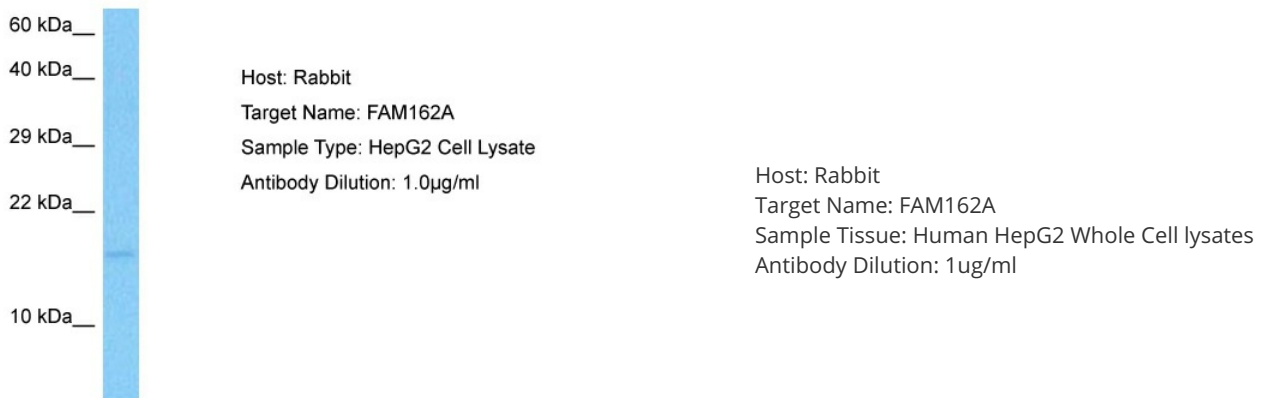 60 kDa__
40 kDa__
29 kDa__
22 kDa__
10 kDa__
Host: Rabbit
Target Name: FAM162A
Sample Type: HepG2 Cell Lysate
Antibody Dilution: 1.0µg/ml
Host: Rabbit
Target Name: FAM162A
Sample Tissue: Human HepG2 Whole Cell lysates
Antibody Dilution: 1ug/ml